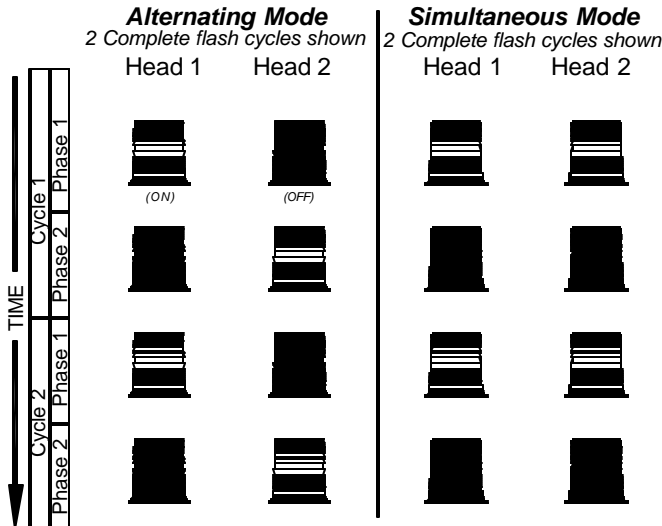 Alternating Mode
2 Complete flash cycles shown
Head 1 Head 2
Simultaneous Mode
2 Complete flash cycles shown
Head 1 Head 2
TIME
Cycle 1
Phase 1
(ON) (OFF)
Phase 2
Cycle 2
Phase 1
Phase 2